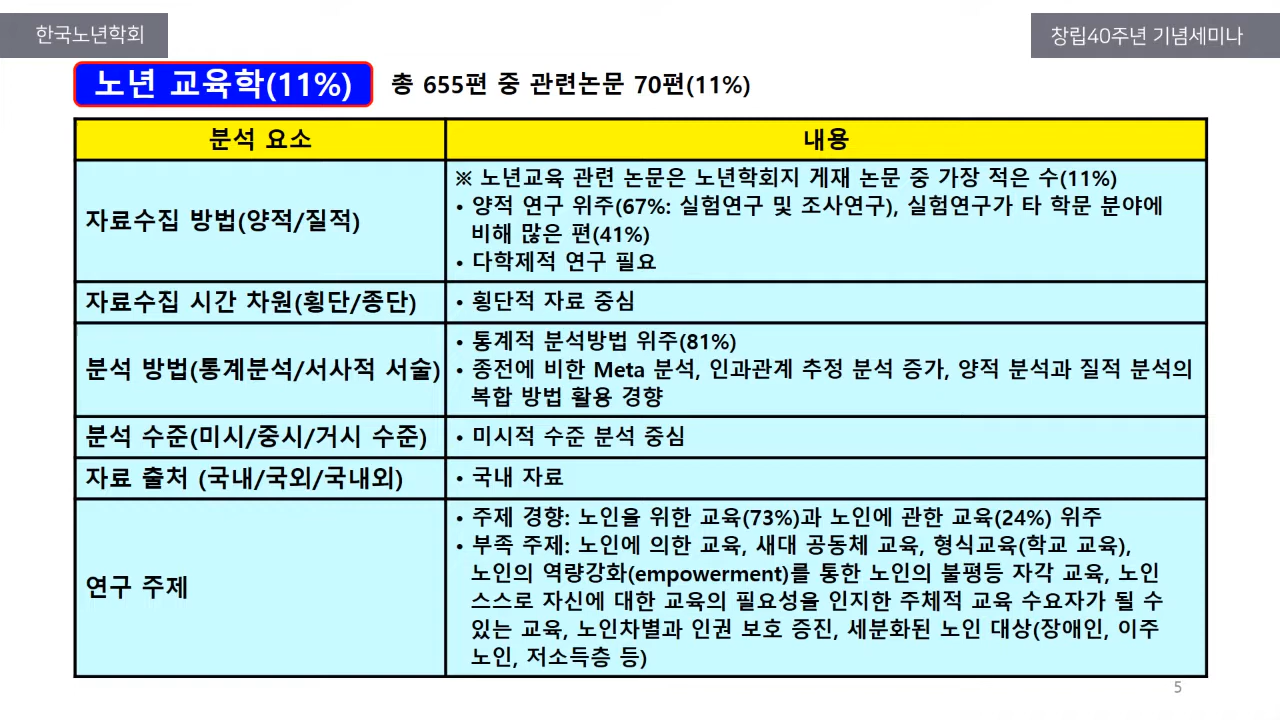 한국노년학회
창립40주년 기념세미나
노년 교육학(11%)
총 655편 중 관련논문 70편(11%)
분석 요소
내용
자료수집 방법(양적/질적)
※ 노년교육 관련 논문은 노년학회지 게재 논문 중 가장 적은 수(11%)
• 양적 연구 위주(67%: 실험연구 및 조사연구), 실험연구가 타 학문 분야에
비해 많은 편(41%)
• 다학제적 연구 필요
자료수집 시간 차원(횡단/종단)
• 횡단적 자료 중심
분석 방법(통계분석/서사적 서술)
• 통계적 분석방법 위주(81%)
• 종전에 비한 Meta 분석, 인과관계 추정 분석 증가, 양적 분석과 질적 분석의
복합 방법 활용 경향
분석 수준(미시/중시/거시 수준)
• 미시적 수준 분석 중심
자료 출처 (국내/국외/국내외)
• 국내 자료
연구 주제
• 주제 경향: 노인을 위한 교육(73%)과 노인에 관한 교육(24%) 위주
• 부족 주제: 노인에 의한 교육, 새대 공동체 교육, 형식교육(학교 교육),
노인의 역량강화(empowerment)를 통한 노인의 불평등 자각 교육, 노인
스스로 자신에 대한 교육의 필요성을 인지한 주체적 교육 수요자가 될 수
있는 교육, 노인차별과 인권 보호 증진, 세분화된 노인 대상(장애인, 이주
노인, 저소득층 등)
5